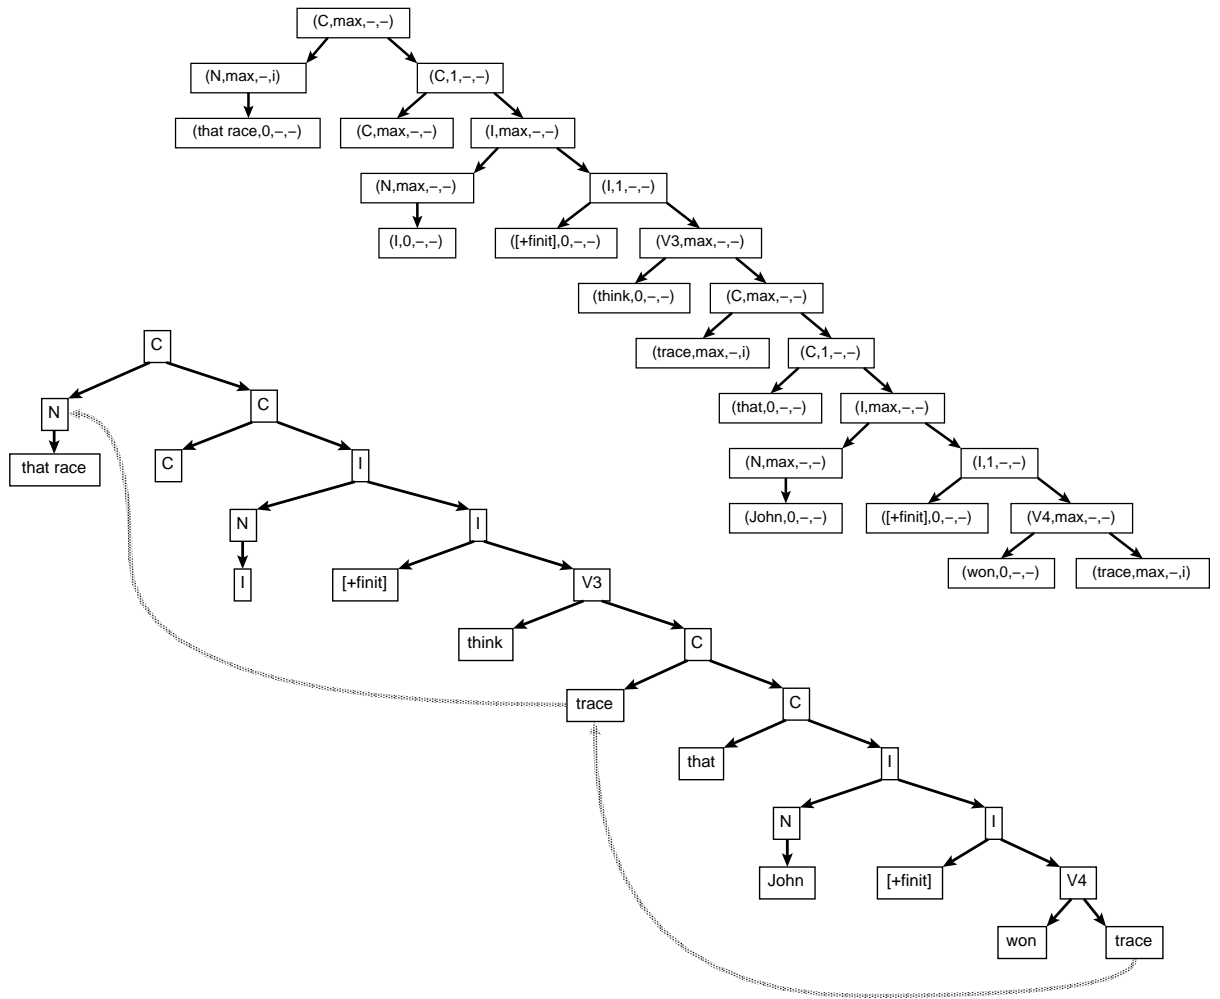 (C,max,–,–)
(N,max,–,i) (C,1,–,–)
(that race,0,–,–) (C,max,–,–) (I,max,–,–)
(N,max,–,–) (I,1,–,–)
(I,0,–,–) ([+finit],0,–,–) (V3,max,–,–)
(think,0,–,–) (C,max,–,–)
(trace,max,–,i) (C,1,–,–)
(that,0,–,–) (I,max,–,–)
(N,max,–,–) (I,1,–,–)
(John,0,–,–) ([+finit],0,–,–) (V4,max,–,–)
(won,0,–,–) (trace,max,–,i)
C
N C
that race C I
N I
I [+finit] V3
think C
trace C
that I
N I
John [+finit] V4
won trace